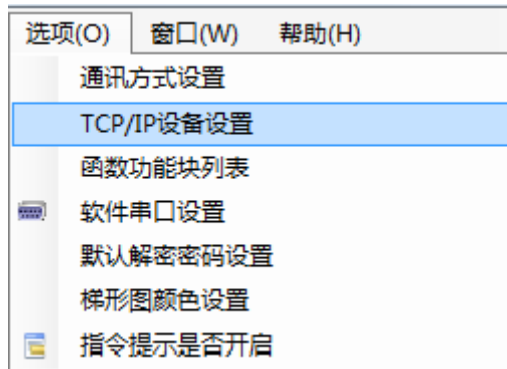 选项(O) 窗口(W) 帮助(H)
通讯方式设置
TCP/IP设备设置
函数功能块列表
软件串口设置
默认解密密码设置
梯形图颜色设置
指令提示是否开启